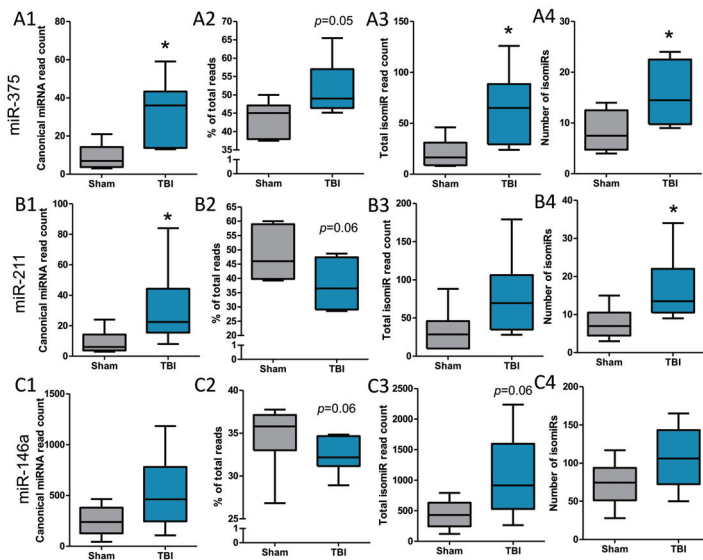 A1 A2 A3 A4
miR-375
Canonical miRNA read count
80
60
40
20
0
*
Sham TBI
% of total reads
70
65
60
55
50
45
40
35
1
0
p=0.05
Sham TBI
Total isomiR read count
150
100
50
0
*
Sham TBI
Number of isomiRs
30
20
10
0
*
Sham TBI
B1 B2 B3 B4
miR-211
Canonical miRNA read count
100
80
60
40
20
0
*
Sham TBI
% of total reads
65
60
55
50
45
40
35
30
25
20
1
0
p=0.06
Sham TBI
Total isomiR read count
200
150
100
50
0
Sham TBI
Number of isomiRs
40
30
20
10
0
*
Sham TBI
C1 C2 C3 C4
miR-146a
Canonical miRNA read count
1500
1000
500
0
Sham TBI
% of total reads
40
35
30
25
1
0
p=0.06
Sham TBI
Total isomiR read count
2500
2000
1500
1000
500
0
p=0.06
Sham TBI
Number of isomiRs
200
150
100
50
0
Sham TBI